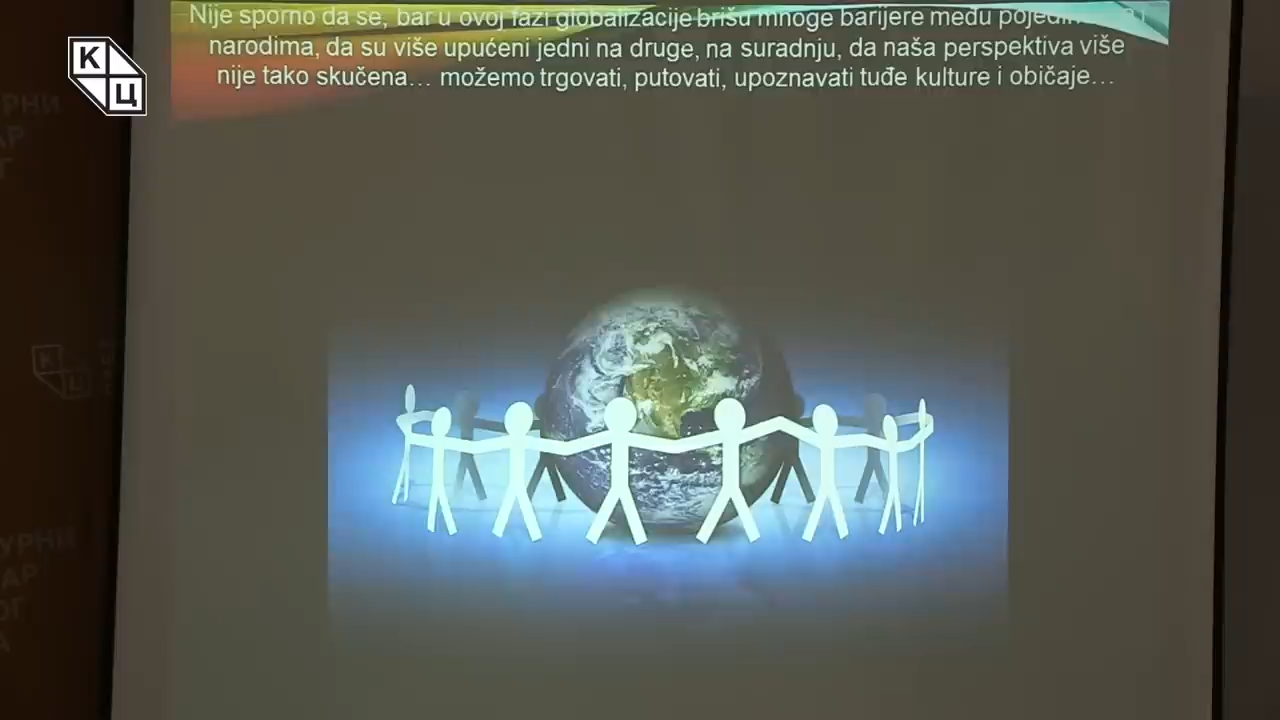 Nije sporno da se, bar u ovoj fazi globalizacije brišu mnoge barijere među
narodima, da su više upućeni jedni na druge, na suradnju, da naša perspektiva više
nije tako skučena… možemo trgovati, putovati, upoznavati tuđe kulture i običaje…
К
Ц